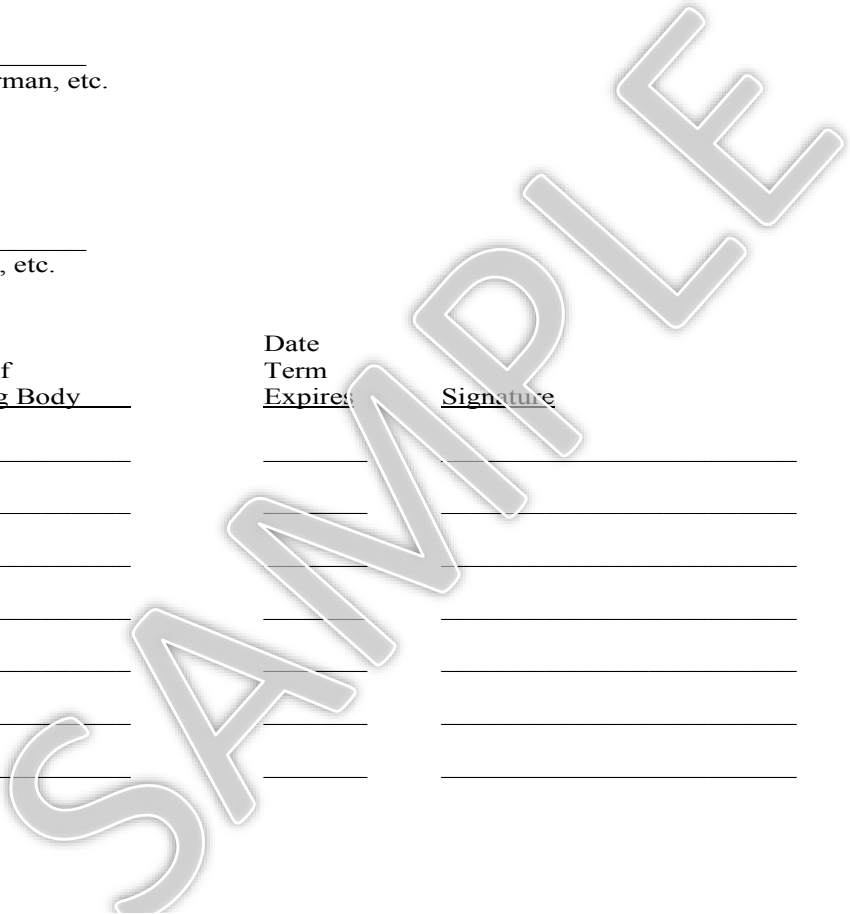 rman, etc.
, etc.
Date
f Term
g Body Expires Signature
SAMPLE